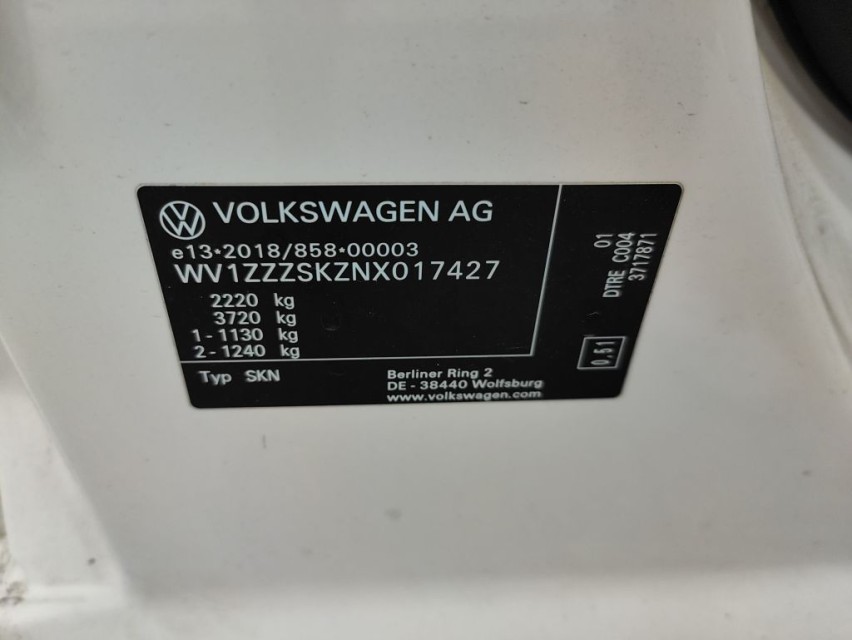 VOLKSWAGEN AG
e13*2018/858*00003
WV1ZZZSKZNX017427
2220 kg
3720 kg
1 - 1130 kg
2 - 1240 kg
Typ SKN
Berliner Ring 2
DE - 38440 Wolfsburg
www.volkswagen.com
01
DTRE C004
3717871
0.51